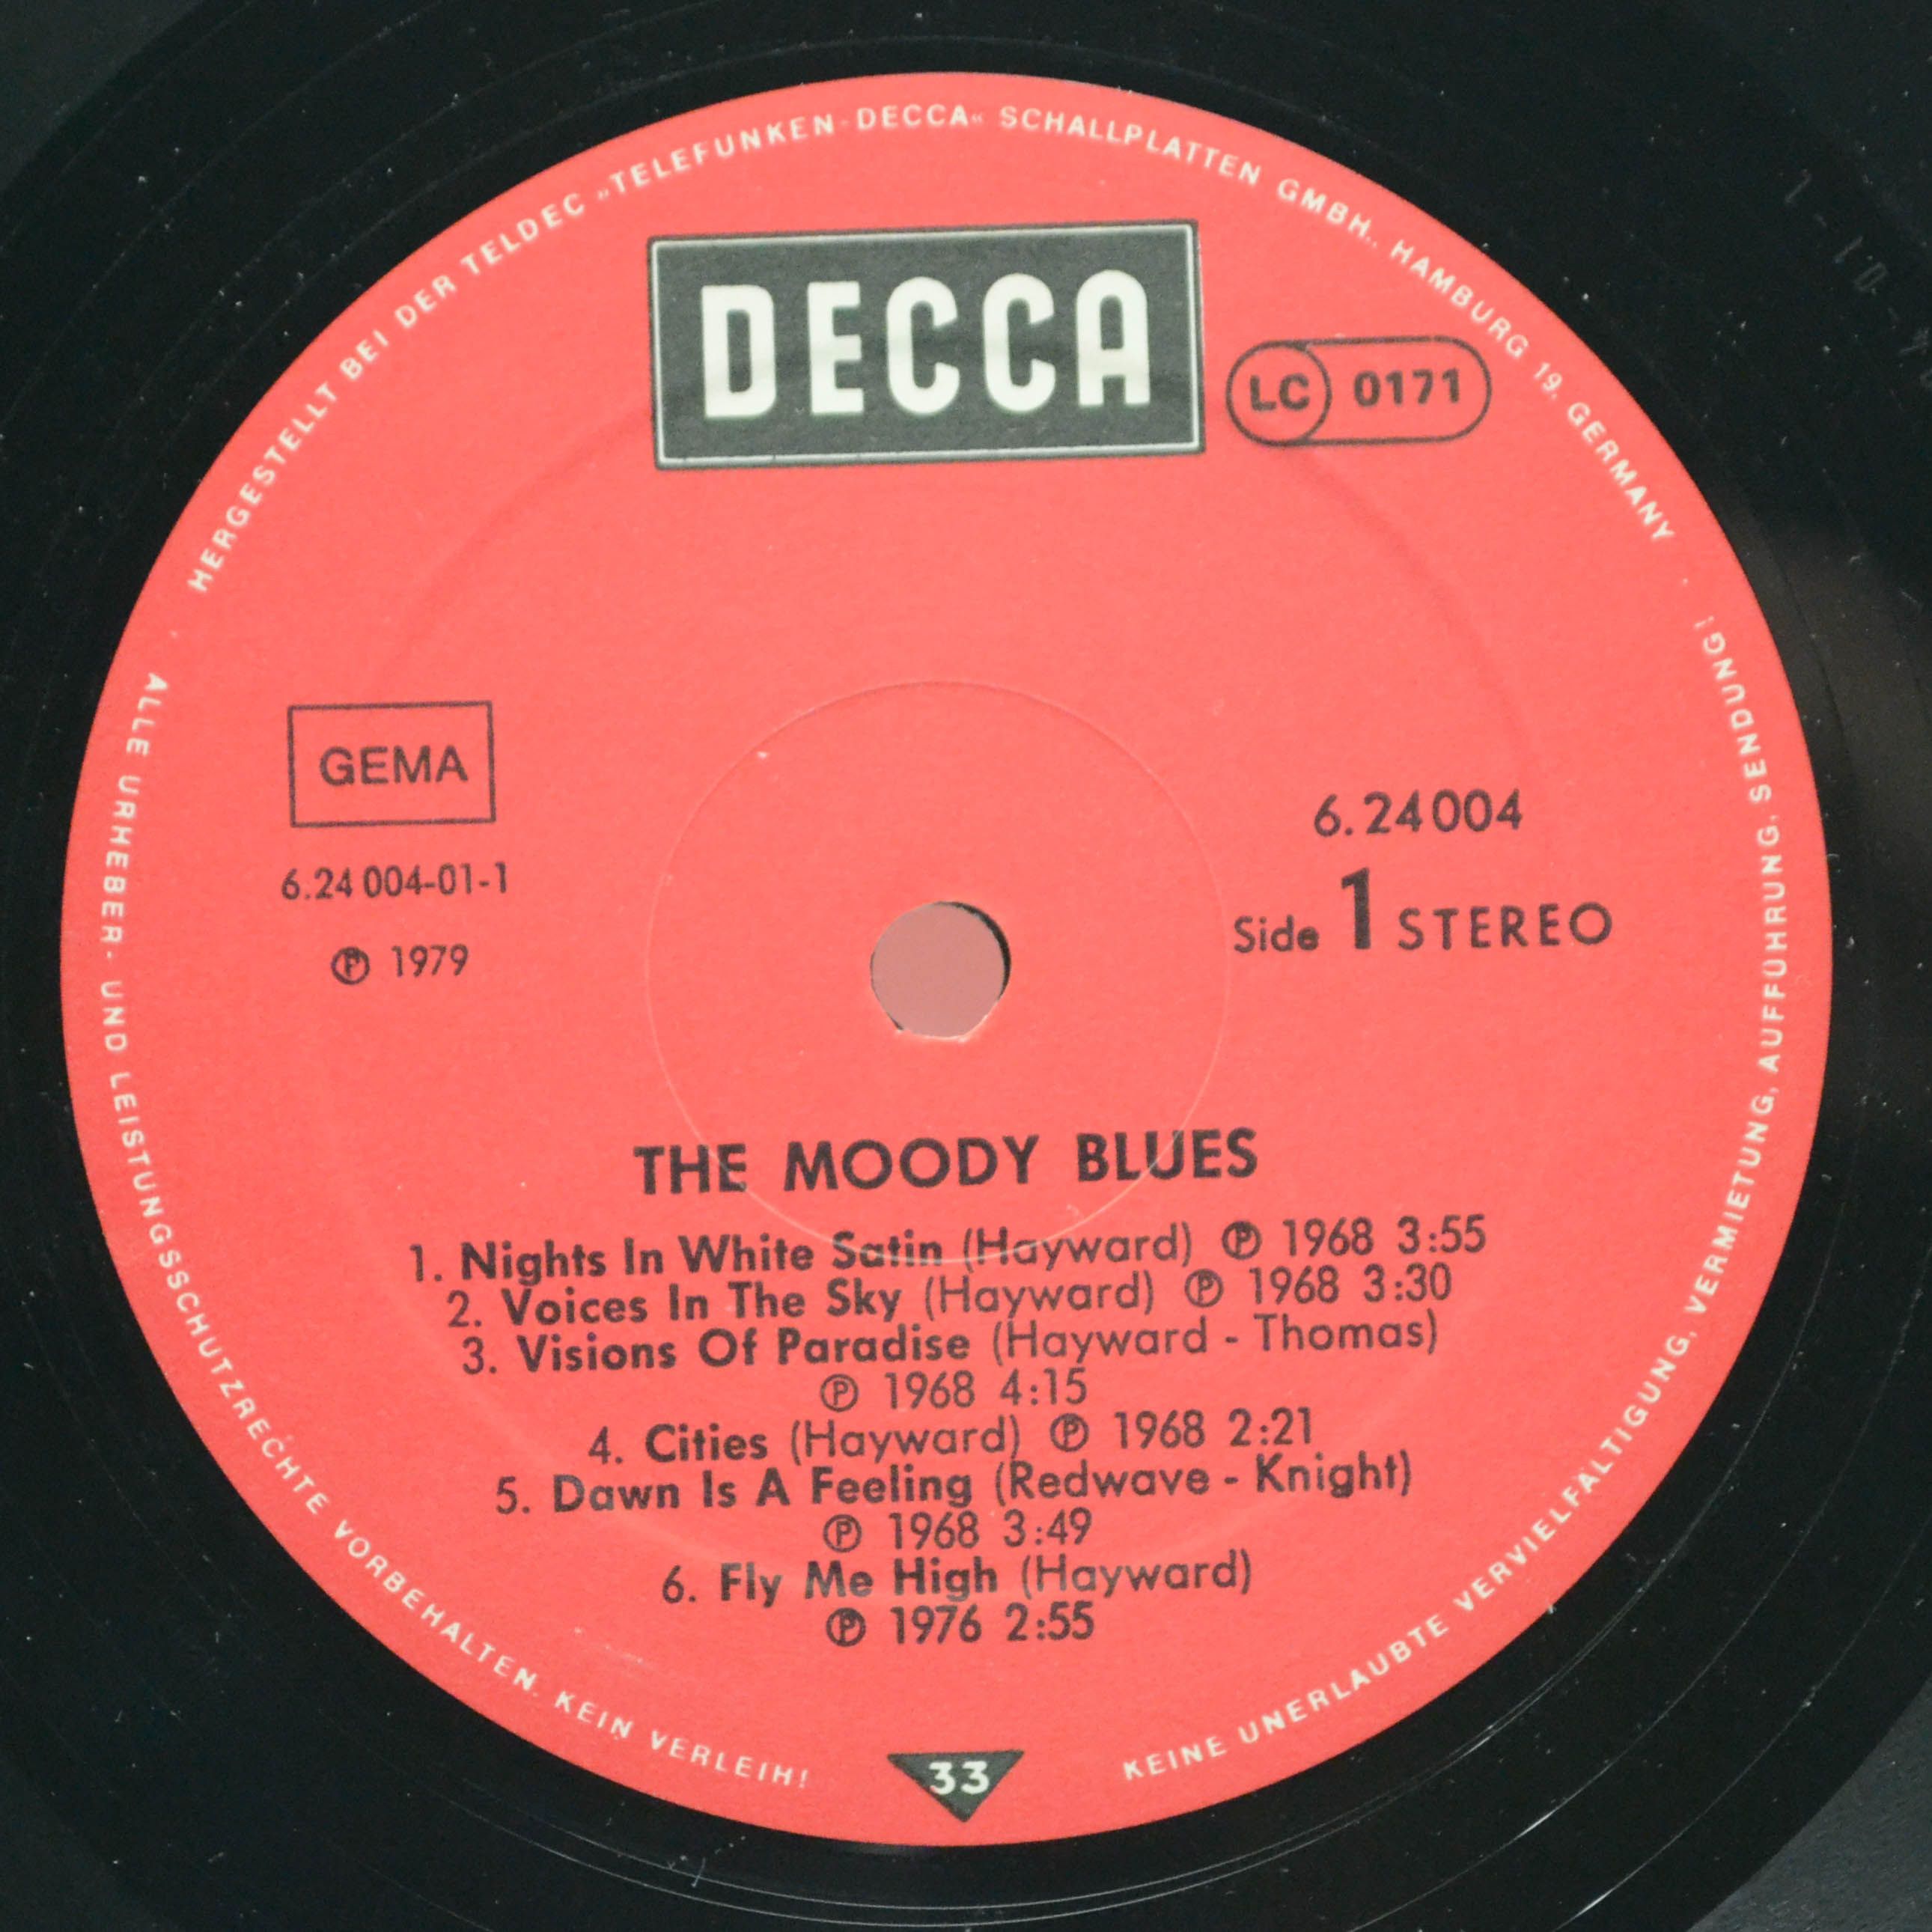 HERGESTELLT BEI DER TELDEC „TELEFUNKEN-DECCA“ SCHALLPLATTEN GMBH., HAMBURG 19, GERMANY
DECCA
LC 0171
GEMA
6.24 004-01-1
℗ 1979
6.24004
Side 1 STEREO
THE MOODY BLUES
1. Nights In White Satin (Hayward) ℗ 1968 3:55
2. Voices In The Sky (Hayward) ℗ 1968 3:30
3. Visions Of Paradise (Hayward - Thomas)
℗ 1968 4:15
4. Cities (Hayward) ℗ 1968 2:21
5. Dawn Is A Feeling (Redwave - Knight)
℗ 1968 3:49
6. Fly Me High (Hayward)
℗ 1976 2:55
33
ALLE URHEBER- UND LEISTUNGSSCHUTZRECHTE VORBEHALTEN. KEIN VERLEIH!
KEINE UNERLAUBTE VERVIELFÄLTIGUNG, VERMIETUNG, AUFFÜHRUNG, SENDUNG!